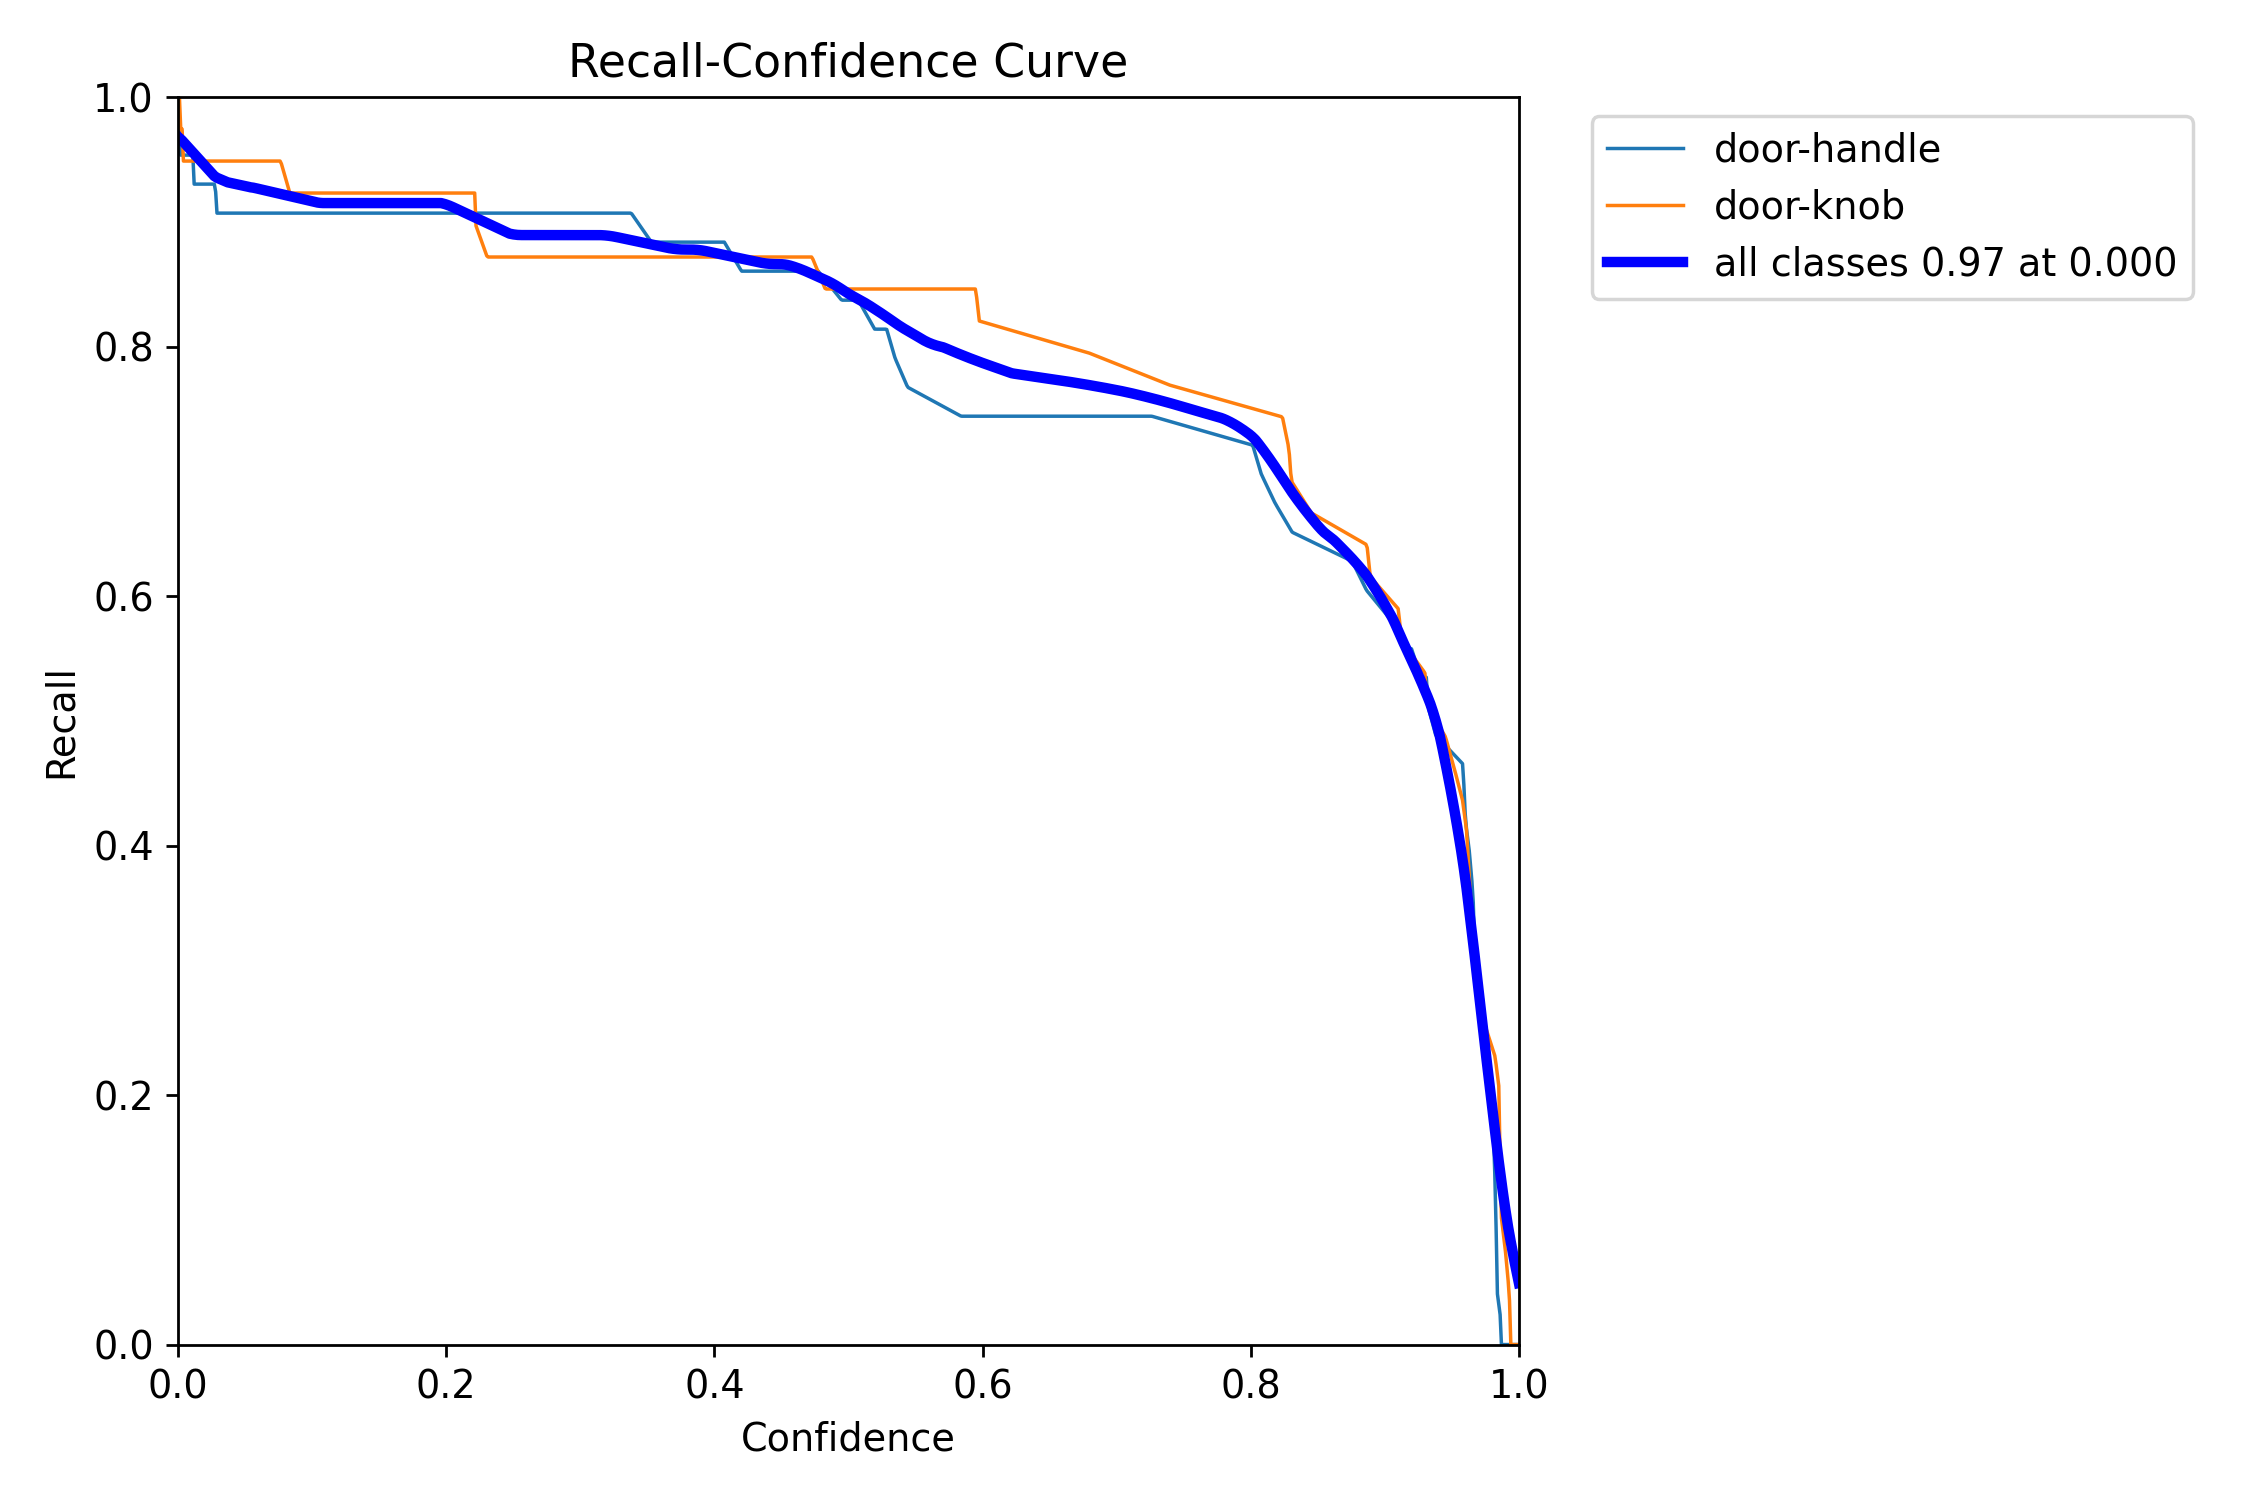 Recall-Confidence Curve
1.0
0.8
0.6
0.4
0.2
0.0
Recall
0.0 0.2 0.4 0.6 0.8 1.0
Confidence
door-handle
door-knob
all classes 0.97 at 0.000